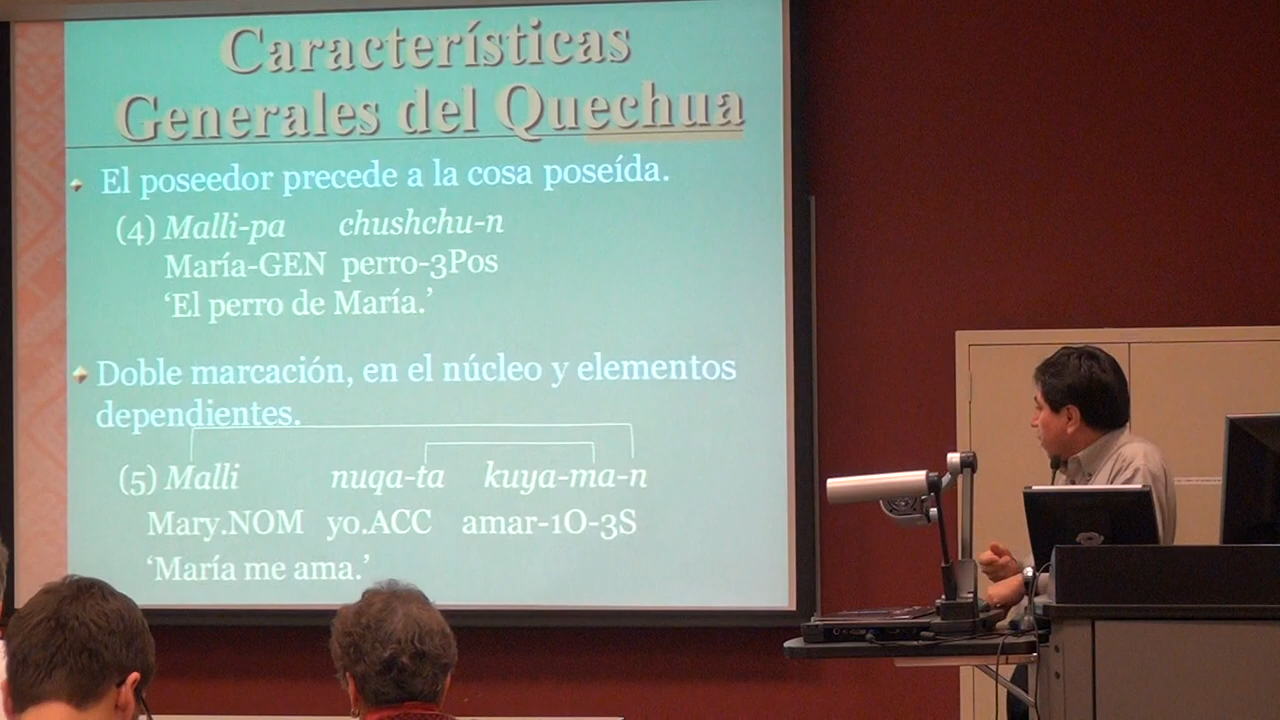 Características
Generales del Quechua
El poseedor precede a la cosa poseída.
(4) Malli-pa chushchu-n
María-GEN perro-3Pos
‘El perro de María.’
Doble marcación, en el núcleo y elementos
dependientes.
(5) Malli nuqa-ta kuya-ma-n
Mary.NOM yo.ACC amar-1O-3S
‘María me ama.’